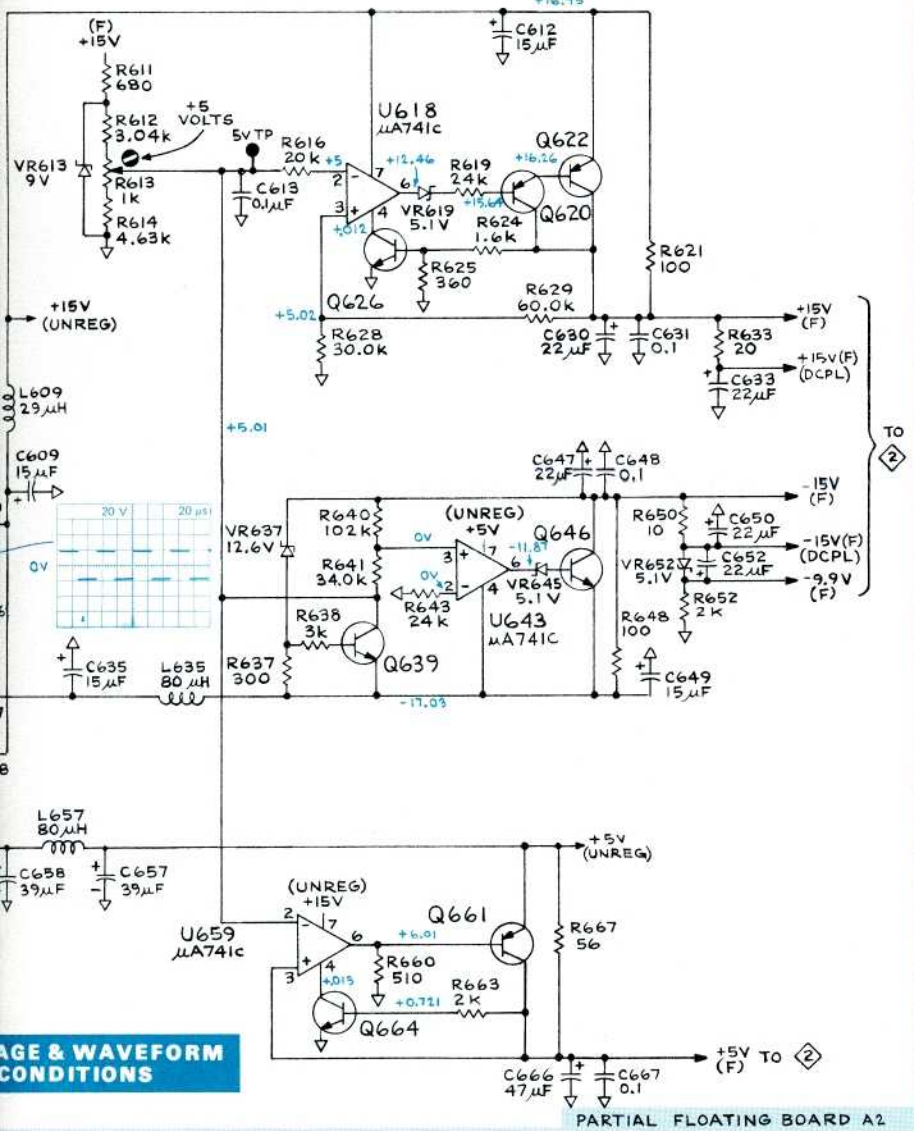 +16.45
(F)
+15V
R611
680
R612
3.04k
+5
VOLTS
VR613
9V
R613
1K
R614
4.63k
5V TP
R616
20k
C613
0.1µF
+5
2
-
3
+
+.012
U618
µA741c
7
+12.46
6
4
VR619
5.1V
R619
24k
+15.64
+16.26
C612
15µF
Q622
Q620
R624
1.6k
R625
360
Q626
R621
100
R629
60.0k
+5.02
R628
30.0k
C630
22µF
C631
0.1
+15V
(F)
R633
20
+15V(F)
(DCPL)
C633
22µF
+15V
(UNREG)
L609
29µH
+5.01
C609
15µF
TO
2
20 V
20 µs
0V
VR637
12.6V
R640
102k
R641
34.0k
0V
3
+
(UNREG)
+5V
7
-11.87
6
0V
2
-
4
R643
24k
U643
µA741C
VR645
5.1V
Q646
C647
22µF
C648
0.1
-15V
(F)
R650
10
C650
22µF
-15V(F)
(DCPL)
VR652
5.1V
C652
22µF
-9.9V
(F)
R652
2k
R648
100
R638
3k
R637
300
Q639
C649
15µF
C635
15µF
L635
80µH
-17.03
8
L657
80µH
C658
39µF
C657
39µF
+5V
(UNREG)
(UNREG)
+15V
2
-
7
U659
µA741c
6
+6.01
+
3
4
+.015
R660
510
Q661
R667
56
R663
2k
+0.721
Q664
AGE & WAVEFORM
CONDITIONS
C666
47µF
C667
0.1
+5V
(F)
TO
2
PARTIAL FLOATING BOARD A2